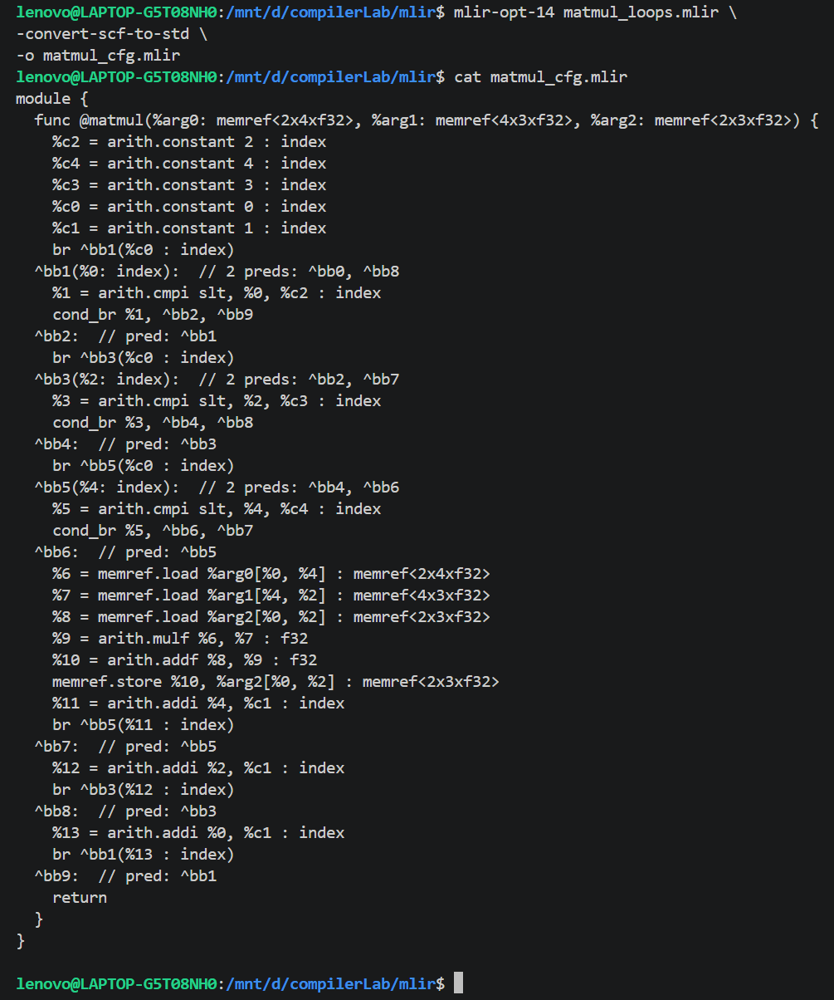 lenovo@LAPTOP-G5T08NH0:/mnt/d/compilerLab/mlir$ mlir-opt-14 matmul_loops.mlir \
-convert-scf-to-std \
-o matmul_cfg.mlir
lenovo@LAPTOP-G5T08NH0:/mnt/d/compilerLab/mlir$ cat matmul_cfg.mlir
module {
  func @matmul(%arg0: memref<2x4xf32>, %arg1: memref<4x3xf32>, %arg2: memref<2x3xf32>) {
    %c2 = arith.constant 2 : index
    %c4 = arith.constant 4 : index
    %c3 = arith.constant 3 : index
    %c0 = arith.constant 0 : index
    %c1 = arith.constant 1 : index
    br ^bb1(%c0 : index)
  ^bb1(%0: index):  // 2 preds: ^bb0, ^bb8
    %1 = arith.cmpi slt, %0, %c2 : index
    cond_br %1, ^bb2, ^bb9
  ^bb2:  // pred: ^bb1
    br ^bb3(%c0 : index)
  ^bb3(%2: index):  // 2 preds: ^bb2, ^bb7
    %3 = arith.cmpi slt, %2, %c3 : index
    cond_br %3, ^bb4, ^bb8
  ^bb4:  // pred: ^bb3
    br ^bb5(%c0 : index)
  ^bb5(%4: index):  // 2 preds: ^bb4, ^bb6
    %5 = arith.cmpi slt, %4, %c4 : index
    cond_br %5, ^bb6, ^bb7
  ^bb6:  // pred: ^bb5
    %6 = memref.load %arg0[%0, %4] : memref<2x4xf32>
    %7 = memref.load %arg1[%4, %2] : memref<4x3xf32>
    %8 = memref.load %arg2[%0, %2] : memref<2x3xf32>
    %9 = arith.mulf %6, %7 : f32
    %10 = arith.addf %8, %9 : f32
    memref.store %10, %arg2[%0, %2] : memref<2x3xf32>
    %11 = arith.addi %4, %c1 : index
    br ^bb5(%11 : index)
  ^bb7:  // pred: ^bb5
    %12 = arith.addi %2, %c1 : index
    br ^bb3(%12 : index)
  ^bb8:  // pred: ^bb3
    %13 = arith.addi %0, %c1 : index
    br ^bb1(%13 : index)
  ^bb9:  // pred: ^bb1
    return
  }
}
lenovo@LAPTOP-G5T08NH0:/mnt/d/compilerLab/mlir$